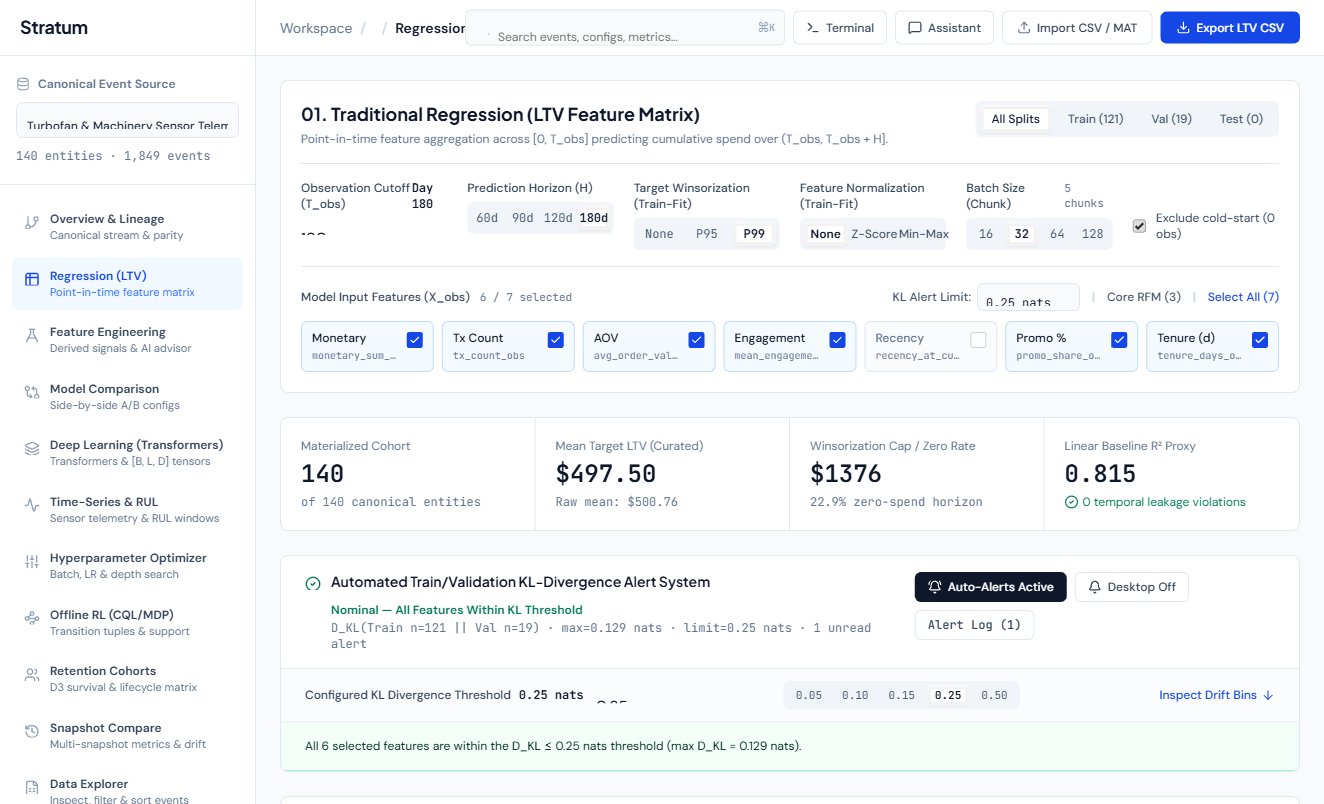 Stratum
Workspace / / Regression
Search events, configs, metrics...
⌘K
Terminal
Assistant
Import CSV / MAT
Export LTV CSV
Canonical Event Source
Turbofan & Machinery Sensor Telem
140 entities · 1,849 events
Overview & Lineage
Canonical stream & parity
Regression (LTV)
Point-in-time feature matrix
Feature Engineering
Derived signals & AI advisor
Model Comparison
Side-by-side A/B configs
Deep Learning (Transformers)
Transformers & [B, L, D] tensors
Time-Series & RUL
Sensor telemetry & RUL windows
Hyperparameter Optimizer
Batch, LR & depth search
Offline RL (CQL/MDP)
Transition tuples & support
Retention Cohorts
D3 survival & lifecycle matrix
Snapshot Compare
Multi-snapshot metrics & drift
Data Explorer
Inspect, filter & sort events
01. Traditional Regression (LTV Feature Matrix)
Point-in-time feature aggregation across [0, T_obs] predicting cumulative spend over (T_obs, T_obs + H].
All Splits Train (121) Val (19) Test (0)
Observation Cutoff (T_obs)
Day 180
Prediction Horizon (H)
60d 90d 120d 180d
Target Winsorization (Train-Fit)
None P95 P99
Feature Normalization (Train-Fit)
None Z-Score Min-Max
Batch Size (Chunk)
5 chunks
16 32 64 128
Exclude cold-start (0 obs)
Model Input Features (X_obs) 6 / 7 selected
KL Alert Limit: 0.25 nats | Core RFM (3) | Select All (7)
Monetary
monetary_sum_…
Tx Count
tx_count_obs
AOV
avg_order_val…
Engagement
mean_engageme…
Recency
recency_at_cu…
Promo %
promo_share_o…
Tenure (d)
tenure_days_o…
Materialized Cohort
140
of 140 canonical entities
Mean Target LTV (Curated)
$497.50
Raw mean: $500.76
Winsorization Cap / Zero Rate
$1376
22.9% zero-spend horizon
Linear Baseline R² Proxy
0.815
0 temporal leakage violations
Automated Train/Validation KL-Divergence Alert System
Nominal — All Features Within KL Threshold
D_KL(Train n=121 || Val n=19) · max=0.129 nats · limit=0.25 nats · 1 unread
alert
Auto-Alerts Active
Desktop Off
Alert Log (1)
Configured KL Divergence Threshold 0.25 nats
0.05 0.10 0.15 0.25 0.50
Inspect Drift Bins ↓
All 6 selected features are within the D_KL ≤ 0.25 nats threshold (max D_KL = 0.129 nats).